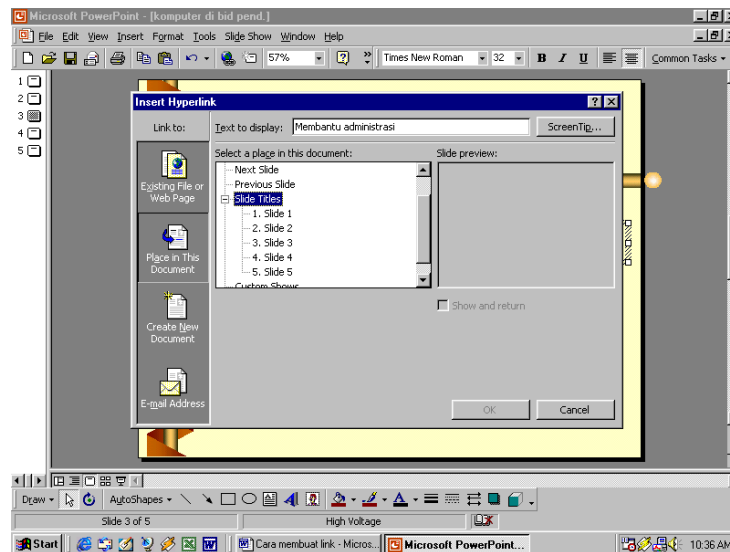 Microsoft PowerPoint - [komputer di bid pend.]
File Edit View Insert Format Tools Slide Show Window Help
57% Times New Roman 32 B I U Common Tasks
1
2
3
4
5
Insert Hyperlink
Link to: Text to display: Membantu administrasi ScreenTip...
Select a place in this document: Slide preview:
Existing File or
Web Page
Place in This
Document
Create New
Document
E-mail Address
Next Slide
Previous Slide
Slide Titles
1. Slide 1
2. Slide 2
3. Slide 3
4. Slide 4
5. Slide 5
Custom Shows
Show and return
OK Cancel
Draw AutoShapes
Slide 3 of 5 High Voltage
Start Cara membuat link - Micros... Microsoft PowerPoint... 10:36 AM